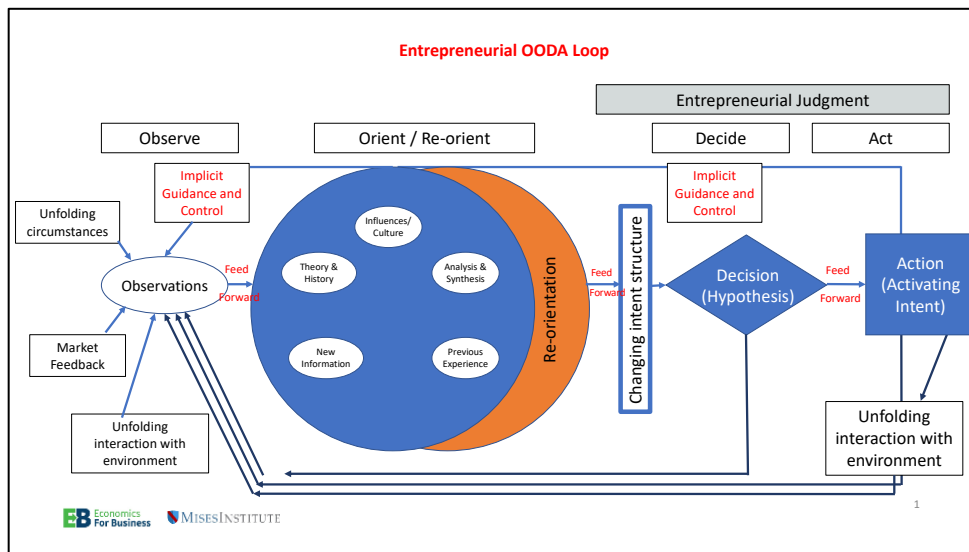 Entrepreneurial OODA Loop
Entrepreneurial Judgment
Observe
Orient / Re-orient
Decide
Act
Implicit
Guidance and
Control
Implicit
Guidance and
Control
Unfolding
circumstances
Influences/
Culture
Theory &
History
Analysis &
Synthesis
New
Information
Previous
Experience
Observations
Feed
Forward
Re-orientation
Feed
Forward
Changing intent structure
Decision
(Hypothesis)
Feed
Forward
Action
(Activating
Intent)
Market
Feedback
Unfolding
interaction with
environment
Unfolding
interaction with
environment
EB Economics
For Business
MISES INSTITUTE
1